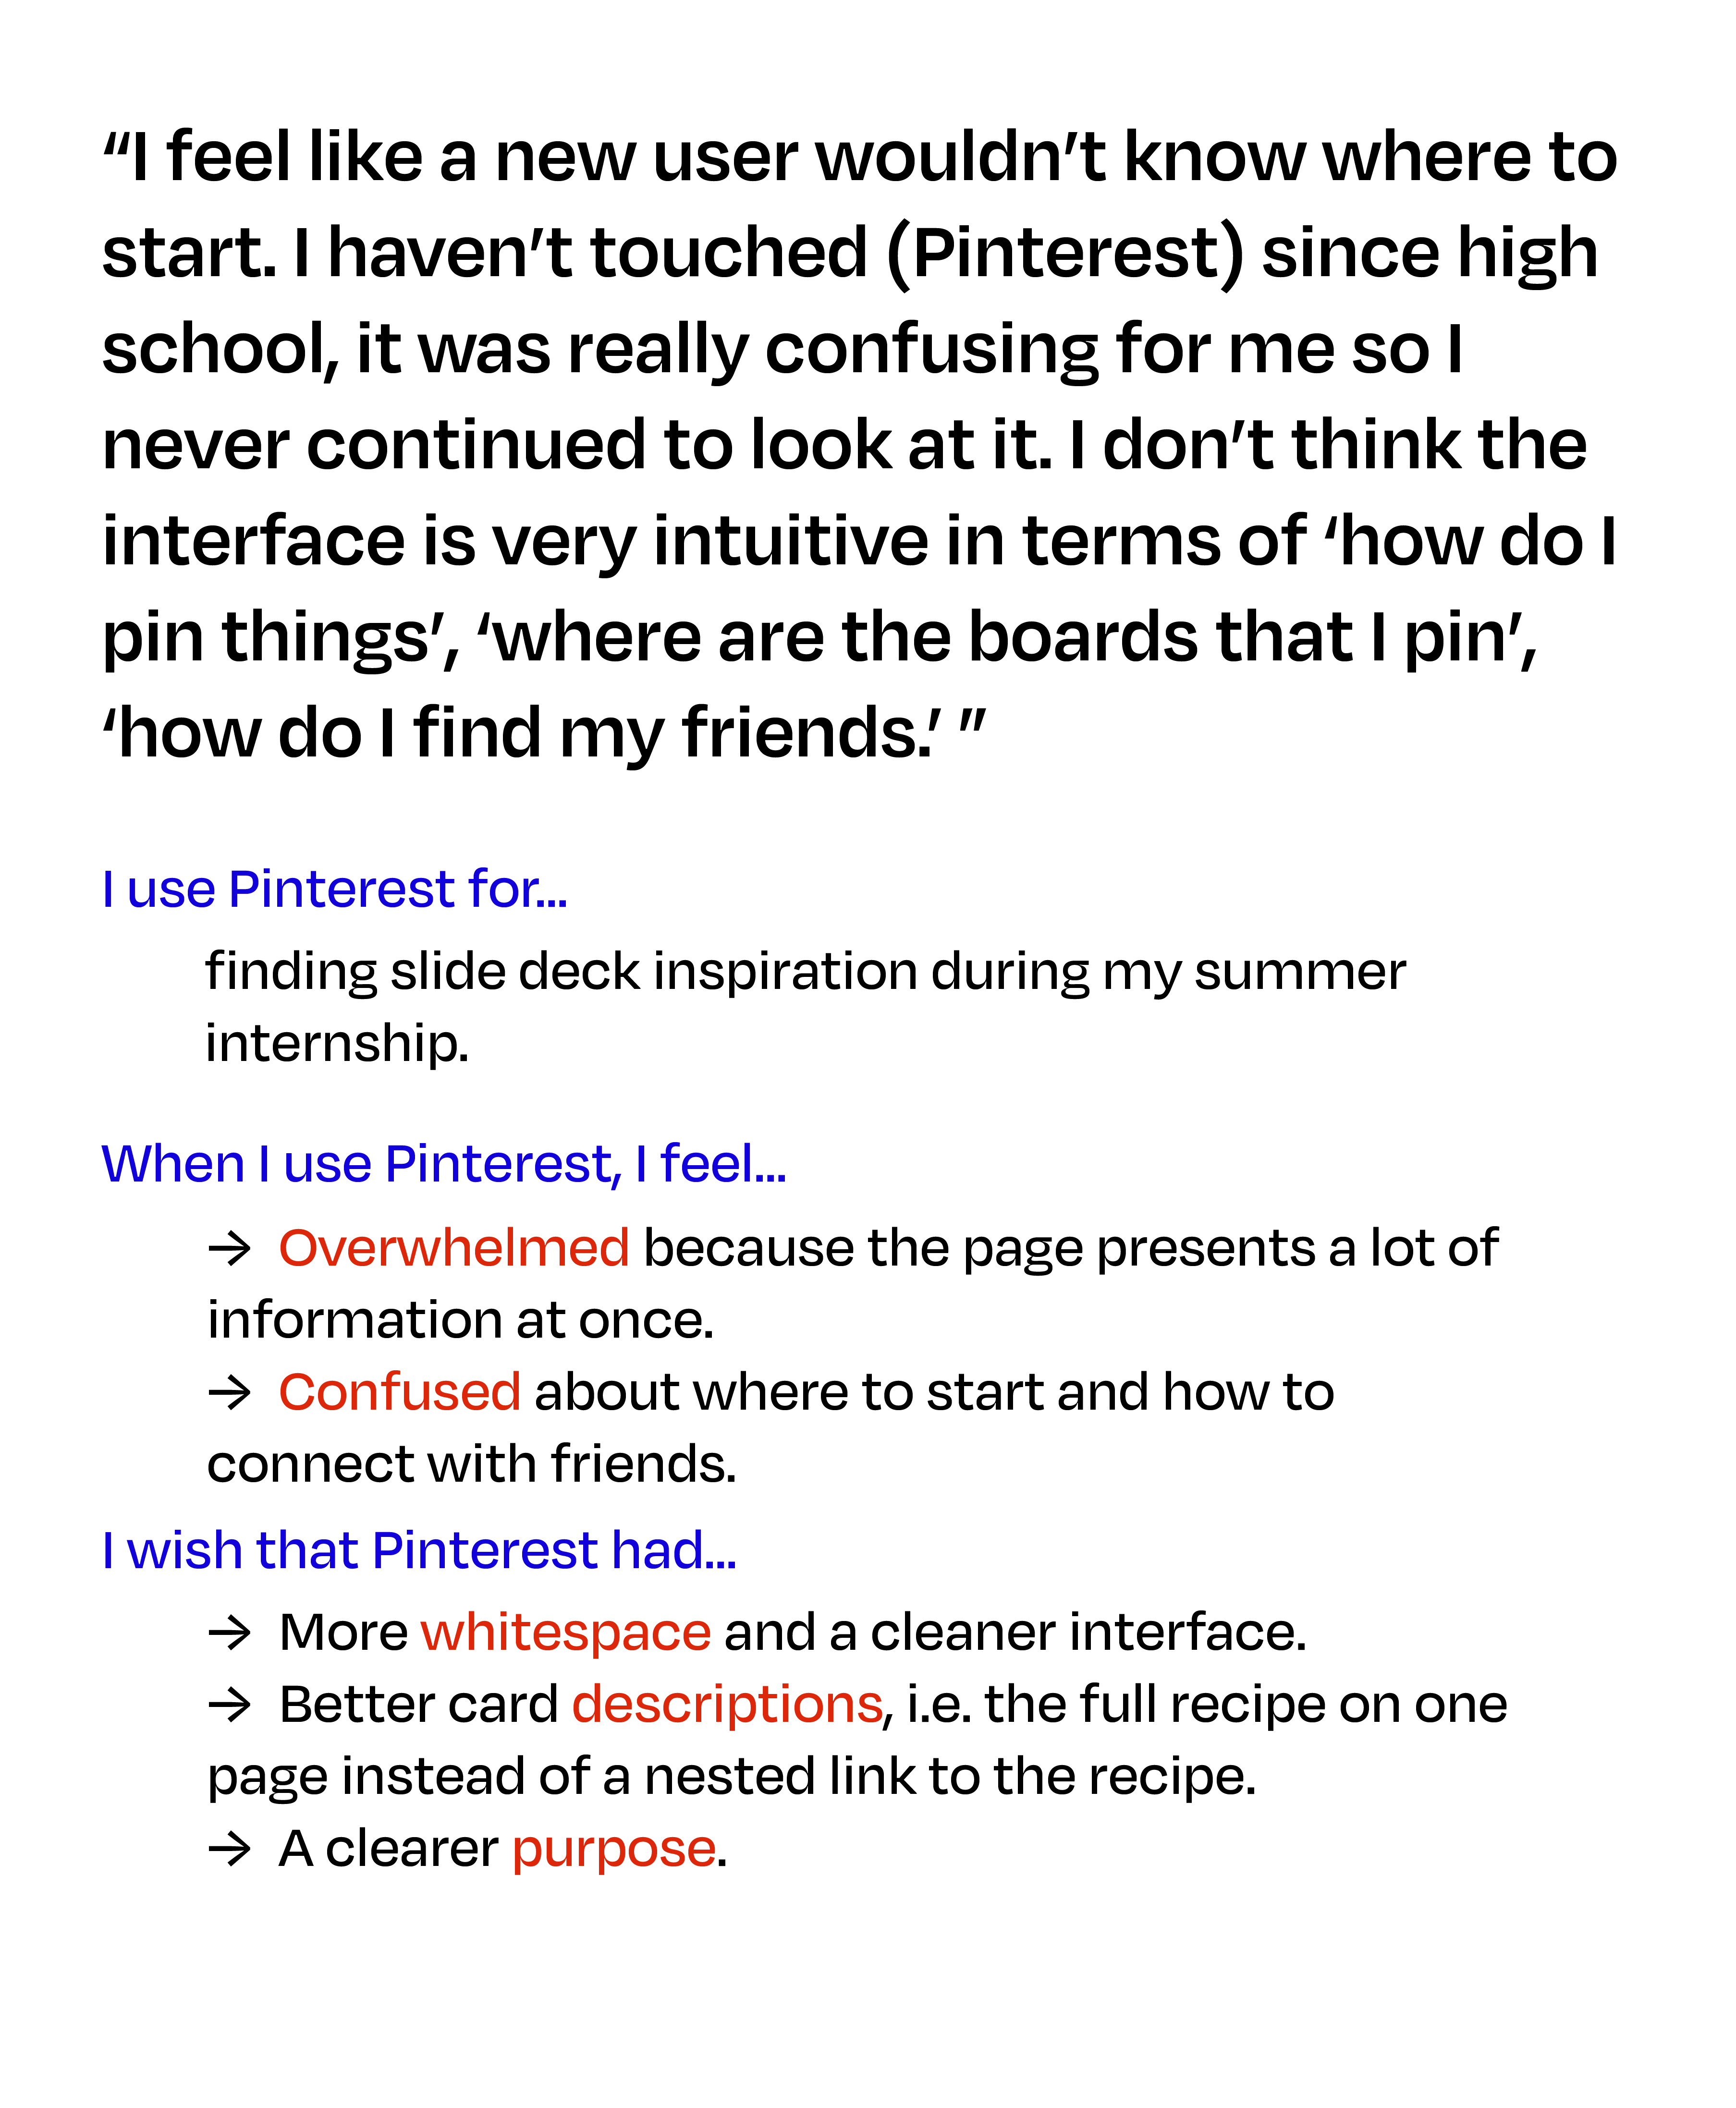 “I feel like a new user wouldn’t know where to
start. I haven’t touched (Pinterest) since high
school, it was really confusing for me so I
never continued to look at it. I don’t think the
interface is very intuitive in terms of ‘how do I
pin things’, ‘where are the boards that I pin’,
‘how do I find my friends.’ ”
I use Pinterest for...
finding slide deck inspiration during my summer
internship.
When I use Pinterest, I feel...
→ Overwhelmed because the page presents a lot of
information at once.
→ Confused about where to start and how to
connect with friends.
I wish that Pinterest had...
→ More whitespace and a cleaner interface.
→ Better card descriptions, i.e. the full recipe on one
page instead of a nested link to the recipe.
→ A clearer purpose.